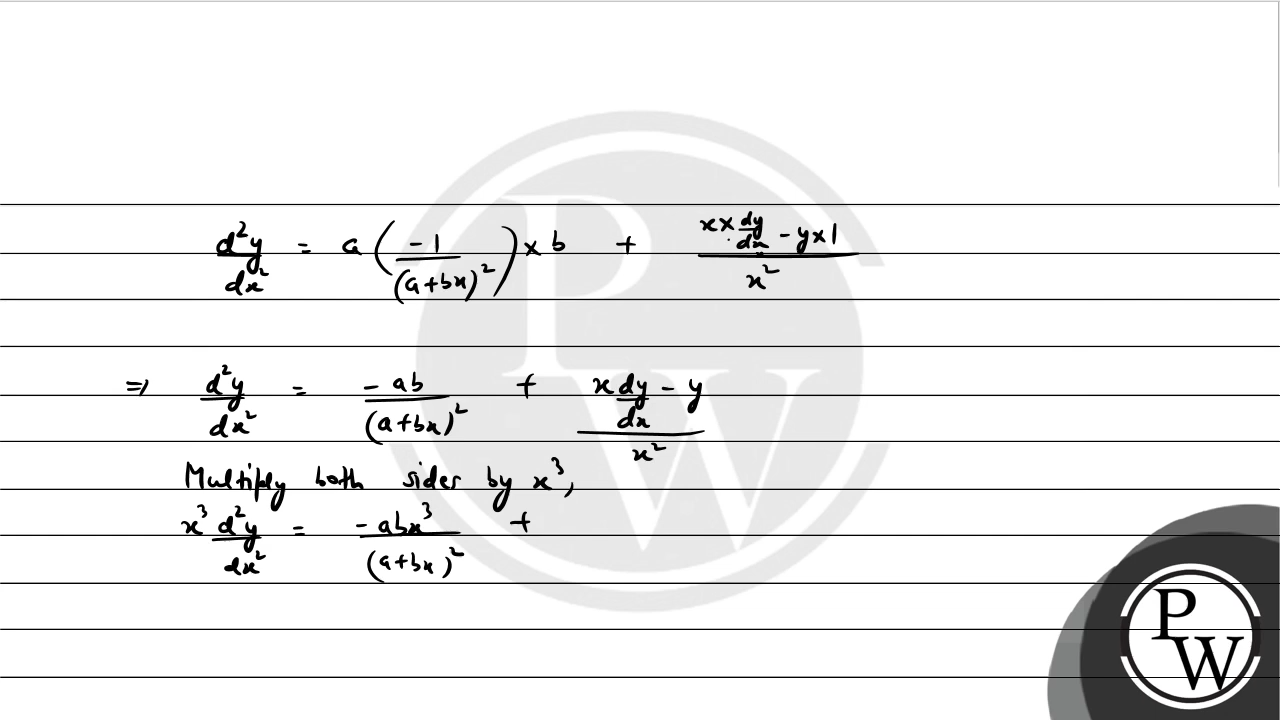 d²y/dx² = a(-1/(a+bx)²) × b + (x × dy/dx - y × 1)/x²
⇒ d²y/dx² = -ab/(a+bx)² + (x dy/dx - y)/x²
Multiply both sides by x³,
x³ d²y/dx² = -abx³/(a+bx)² +
PW
PW